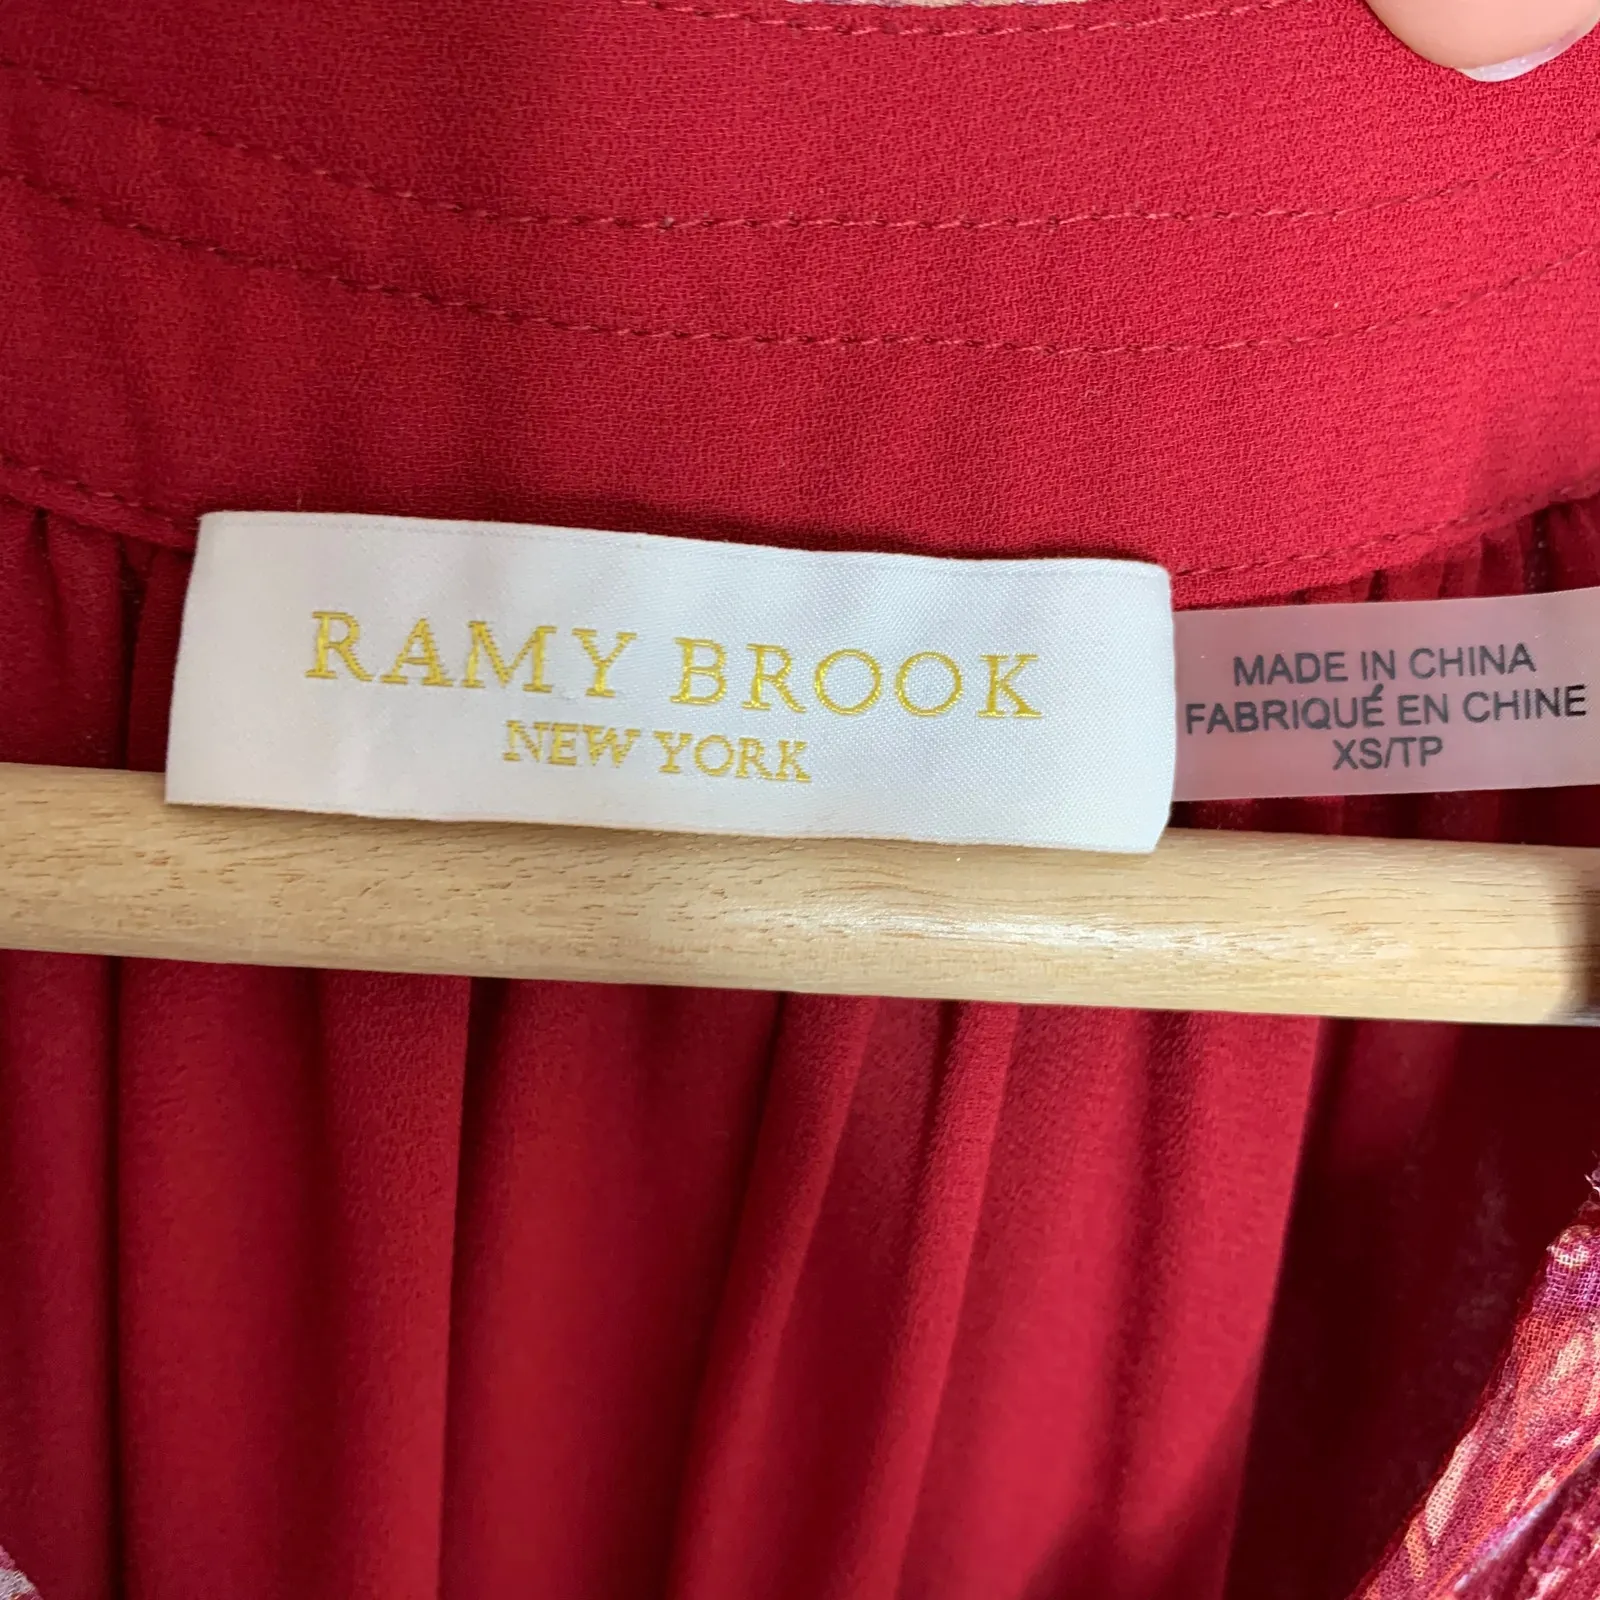 RAMY BROOK
NEW YORK
MADE IN CHINA
FABRIQUÉ EN CHINE
XS/TP